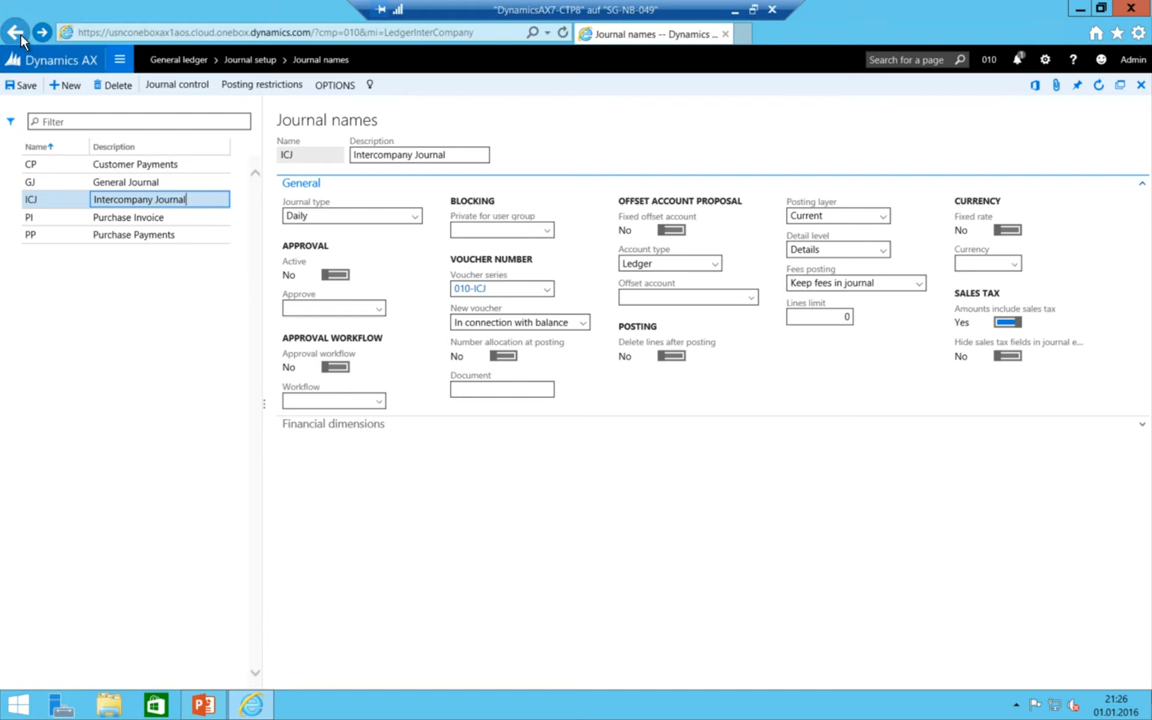 "DynamicsAX7-CTP8" auf "SG-NB-049"
https://usnconeboxax1aos.cloud.onebox.dynamics.com/?cmp=010&mi=LedgerInterCompany
Journal names -- Dynamics ...
Dynamics AX
General ledger > Journal setup > Journal names
Search for a page
010
1
?
Admin
Save
+ New
Delete
Journal control
Posting restrictions
OPTIONS
Filter
Name
Description
CP Customer Payments
GJ General Journal
ICJ Intercompany Journal
PI Purchase Invoice
PP Purchase Payments
Journal names
Name
Description
ICJ
Intercompany Journal
General
Journal type
Daily
APPROVAL
Active
No
Approve
APPROVAL WORKFLOW
Approval workflow
No
Workflow
BLOCKING
Private for user group
VOUCHER NUMBER
Voucher series
010-ICJ
New voucher
In connection with balance
Number allocation at posting
No
Document
OFFSET ACCOUNT PROPOSAL
Fixed offset account
No
Account type
Ledger
Offset account
POSTING
Delete lines after posting
No
Posting layer
Current
Detail level
Details
Fees posting
Keep fees in journal
Lines limit
0
CURRENCY
Fixed rate
No
Currency
SALES TAX
Amounts include sales tax
Yes
Hide sales tax fields in journal e...
No
Financial dimensions
21:26
01.01.2016